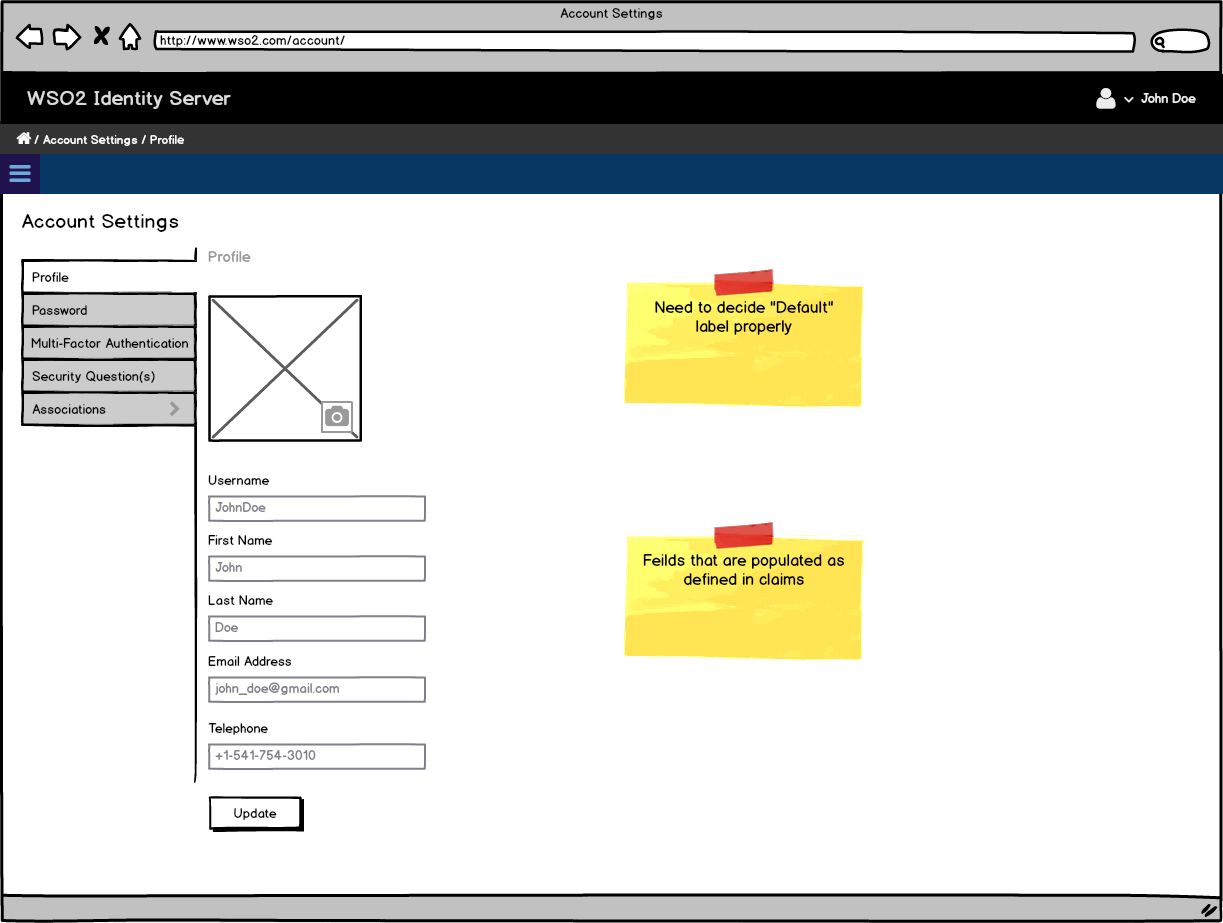 Account Settings
http://www.wso2.com/account/
WSO2 Identity Server
John Doe
/ Account Settings / Profile
Account Settings
Profile
Password
Multi-Factor Authentication
Security Question(s)
Associations
Profile
Username
JohnDoe
First Name
John
Last Name
Doe
Email Address
john_doe@gmail.com
Telephone
+1-541-754-3010
Update
Need to decide "Default"
label properly
Feilds that are populated as
defined in claims